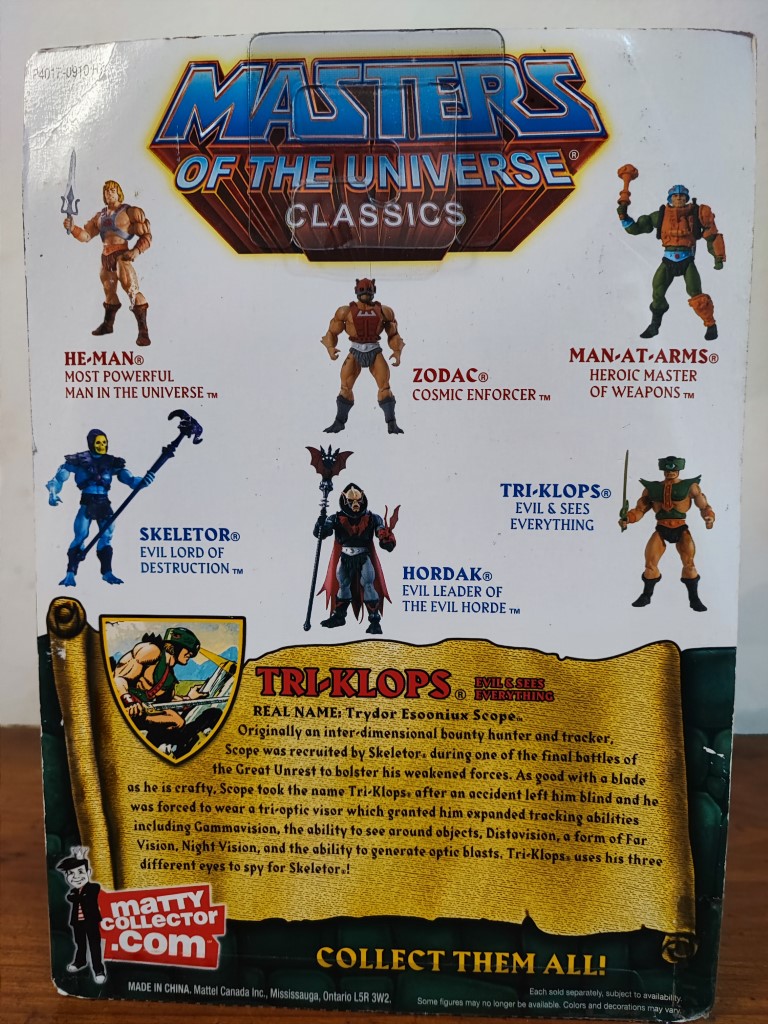 P4017-0910
MASTERS
OF THE UNIVERSE®
CLASSICS
HE-MAN®
MOST POWERFUL
MAN IN THE UNIVERSE™
ZODAC®
COSMIC ENFORCER™
MAN-AT-ARMS®
HEROIC MASTER
OF WEAPONS™
SKELETOR®
EVIL LORD OF
DESTRUCTION™
HORDAK®
EVIL LEADER OF
THE EVIL HORDE™
TRI-KLOPS®
EVIL & SEES
EVERYTHING
TRI-KLOPS®
EVIL & SEES
EVERYTHING
REAL NAME: Trydor Esooniux Scope™
Originally an inter-dimensional bounty hunter and tracker,
Scope was recruited by Skeletor® during one of the final battles of
the Great Unrest to bolster his weakened forces. As good with a blade
as he is crafty, Scope took the name Tri-Klops® after an accident left him blind and he
was forced to wear a tri-optic visor which granted him expanded tracking abilities
including Gammavision, the ability to see around objects, Distavision, a form of Far
Vision, Night Vision, and the ability to generate optic blasts. Tri-Klops® uses his three
different eyes to spy for Skeletor®!
matty
COLLECTOR
.com
COLLECT THEM ALL!
MADE IN CHINA. Mattel Canada Inc., Mississauga, Ontario L5R 3W2.
Each sold separately, subject to availability.
Some figures may no longer be available. Colors and decorations may vary.